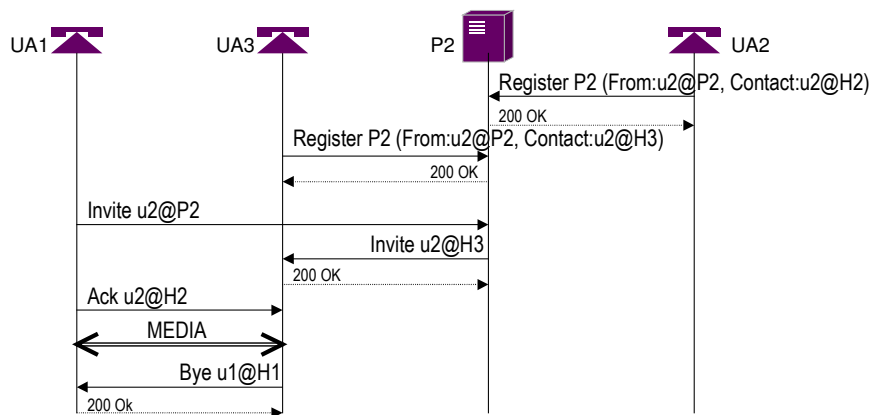 UA1
UA3
P2
UA2
Register P2 (From:u2@P2, Contact:u2@H2)
200 OK
Register P2 (From:u2@P2, Contact:u2@H3)
200 OK
Invite u2@P2
Invite u2@H3
200 OK
Ack u2@H2
MEDIA
Bye u1@H1
200 Ok